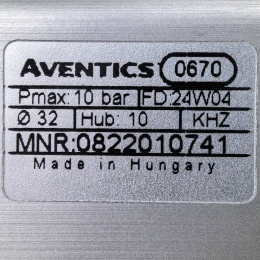 AVENTICS 0670
Pmax: 10 bar FD:24W04
Ø 32 Hub: 10 KHZ
MNR:0822010741
Made in Hungary